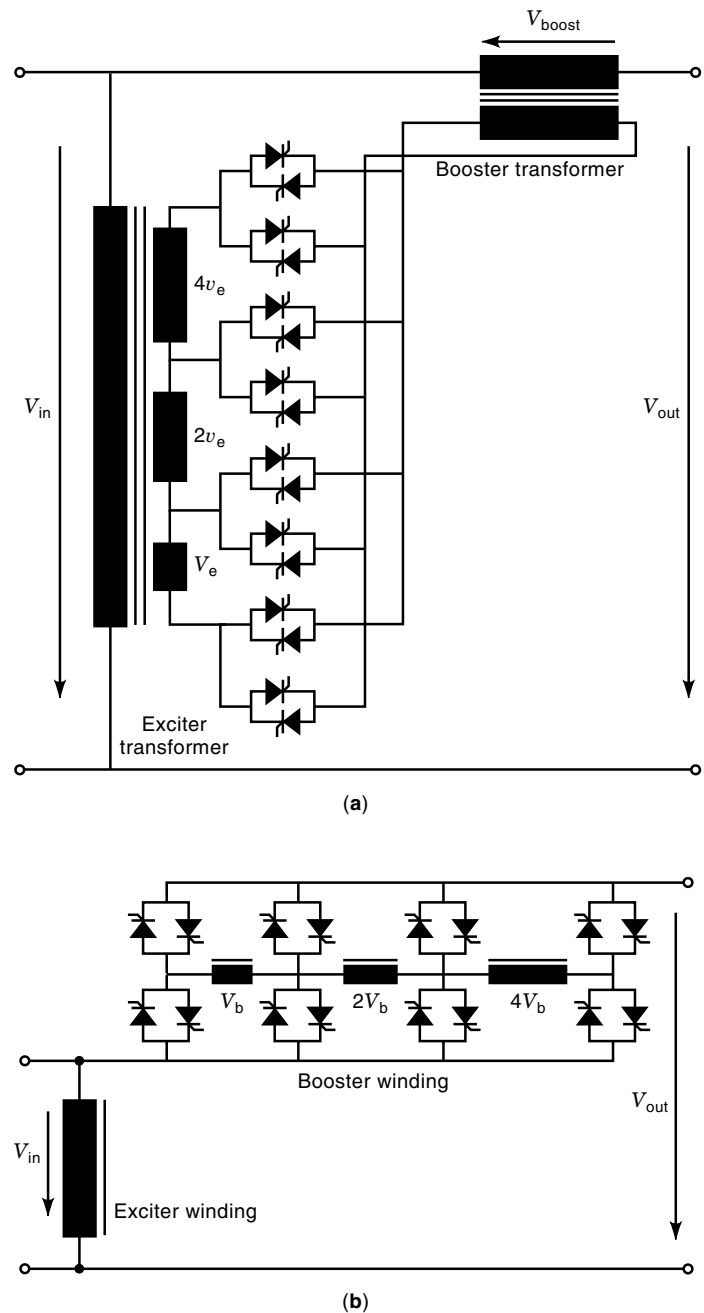 V_boost
Booster transformer
4v_e
V_in
2v_e
V_out
V_e
Exciter
transformer
(a)
V_b
2V_b
4V_b
Booster winding
V_out
V_in
Exciter winding
(b)